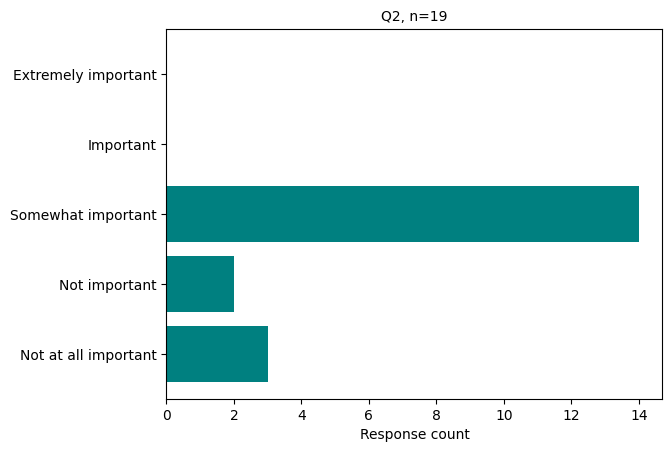 Q2, n=19
Extremely important
Important
Somewhat important
Not important
Not at all important
0 2 4 6 8 10 12 14
Response count